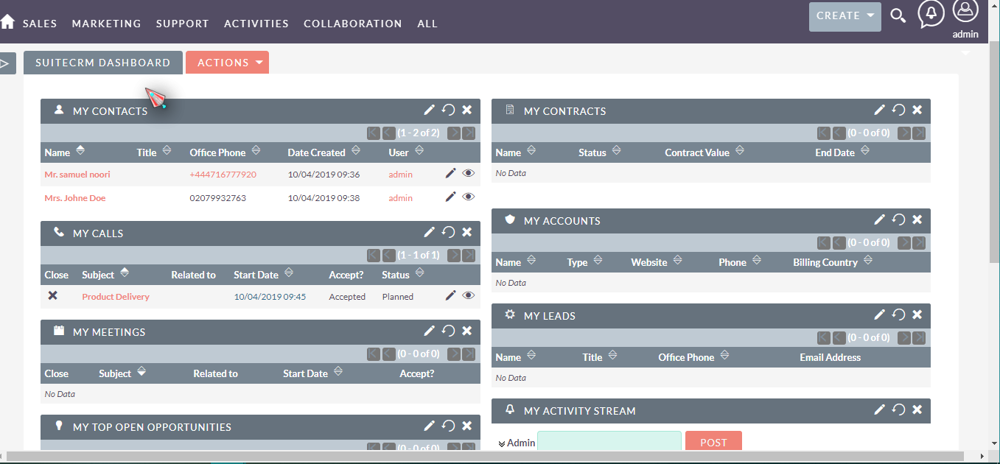 SALES MARKETING SUPPORT ACTIVITIES COLLABORATION ALL CREATE
admin
SUITECRM DASHBOARD ACTIONS
MY CONTACTS
(1 - 2 of 2)
Name Title Office Phone Date Created User
Mr. samuel noori +444716777920 10/04/2019 09:36 admin
Mrs. Johne Doe 02079932763 10/04/2019 09:38 admin
MY CALLS
(1 - 1 of 1)
Close Subject Related to Start Date Accept? Status
Product Delivery 10/04/2019 09:45 Accepted Planned
MY MEETINGS
(0 - 0 of 0)
Close Subject Related to Start Date Accept?
No Data
MY TOP OPEN OPPORTUNITIES
(0 - 0 of 0)
MY CONTRACTS
(0 - 0 of 0)
Name Status Contract Value End Date
No Data
MY ACCOUNTS
(0 - 0 of 0)
Name Type Website Phone Billing Country
No Data
MY LEADS
(0 - 0 of 0)
Name Title Office Phone Email Address
No Data
MY ACTIVITY STREAM
Admin POST